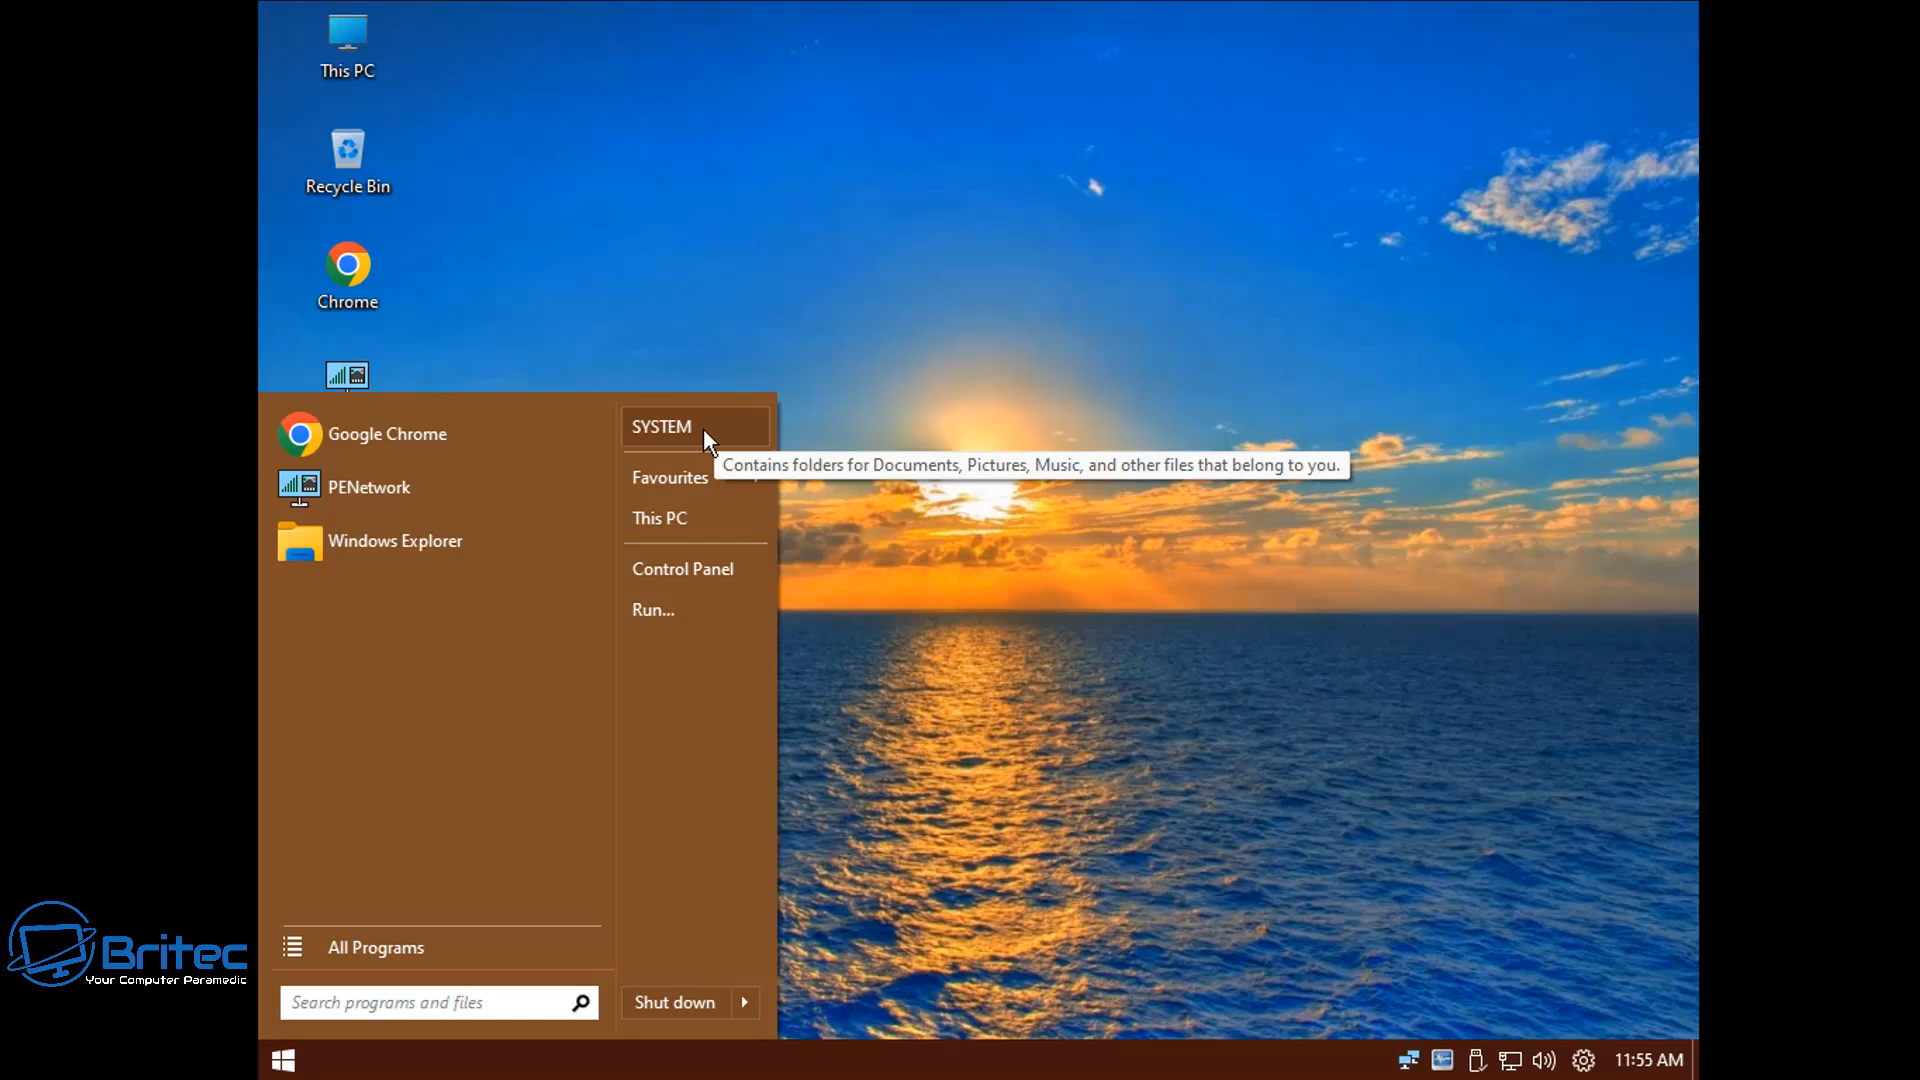 This PC
Recycle Bin
Chrome
Google Chrome
PENetwork
Windows Explorer
All Programs
Search programs and files
SYSTEM
Contains folders for Documents, Pictures, Music, and other files that belong to you.
Favourites
This PC
Control Panel
Run...
Shut down
Britec
Your Computer Paramedic
11:55 AM